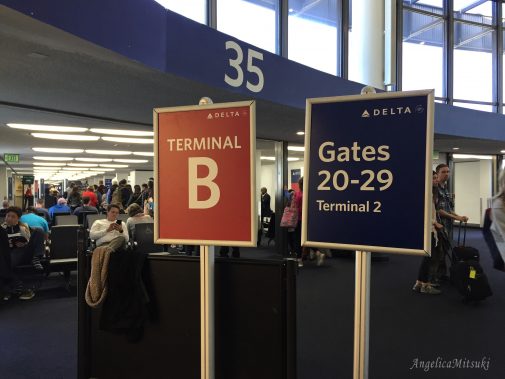 35
DELTA
TERMINAL
B
DELTA
Gates
20-29
Terminal 2
AngelicaMitsuki